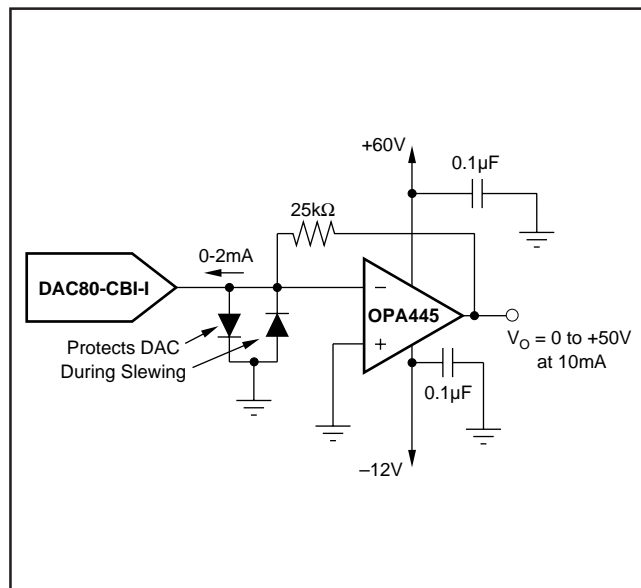 +60V
0.1µF
25kΩ
0-2mA
DAC80-CBI-I
–
OPA445
+
Protects DAC
During Slewing
VO = 0 to +50V
at 10mA
0.1µF
–12V